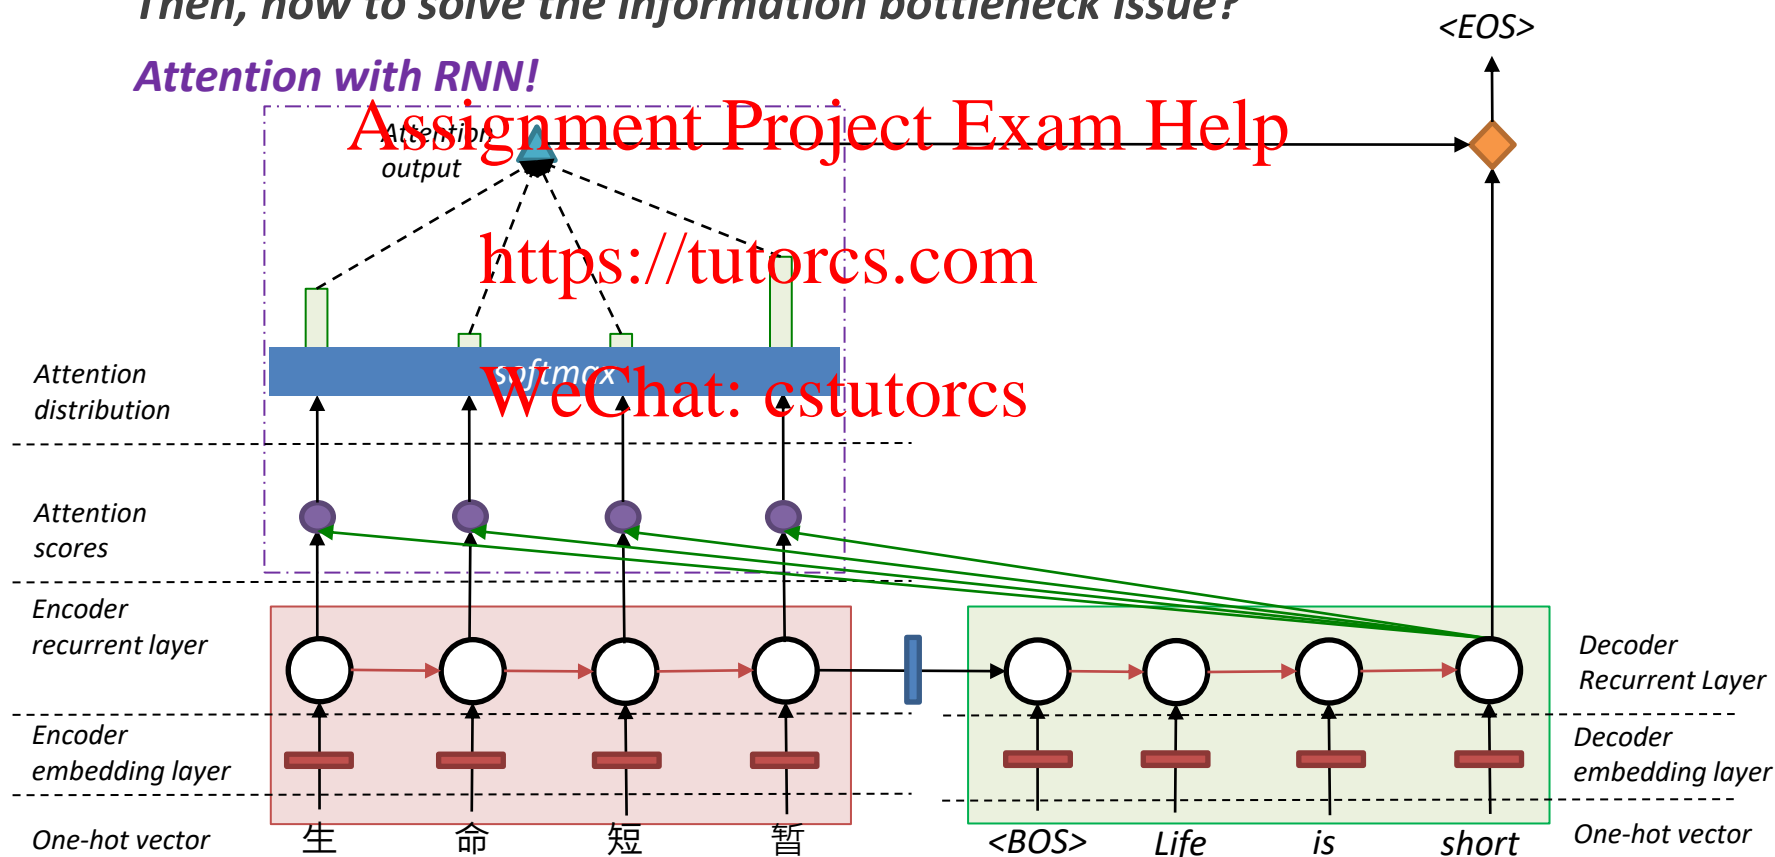 Then, how to solve the information bottleneck issue?
<EOS>
Attention with RNN!
Assignment Project Exam Help
Attention
output
https://tutorcs.com
softmax
WeChat: cstutorcs
Attention
distribution
Attention
scores
Encoder
recurrent layer
Decoder
Recurrent Layer
Encoder
embedding layer
Decoder
embedding layer
One-hot vector
生 命 短 暂
<BOS> Life is short
One-hot vector